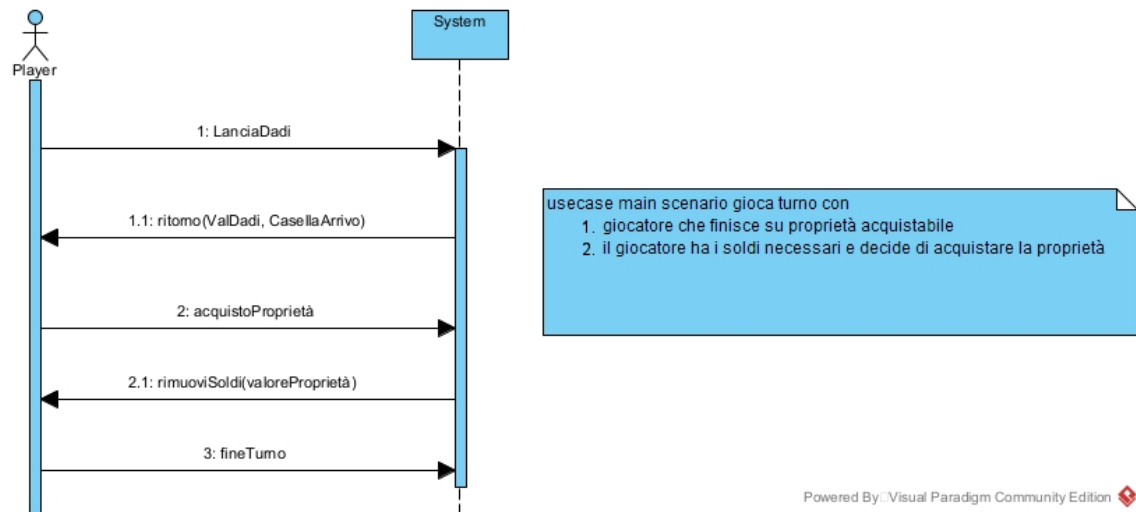 Player
System
1: LanciaDadi
1.1: ritorno(ValDadi, CasellaArrivo)
2: acquistoProprietà
2.1: rimuoviSoldi(valoreProprietà)
3: fineTurno
usecase main scenario gioca turno con
1. giocatore che finisce su proprietà acquistabile
2. il giocatore ha i soldi necessari e decide di acquistare la proprietà
Powered By Visual Paradigm Community Edition